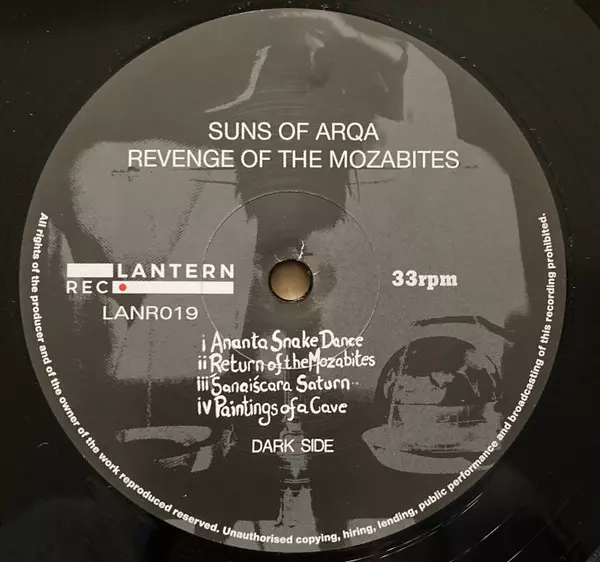 SUNS OF ARQA
REVENGE OF THE MOZABITES
LANTERN
REC
LANR019
33rpm
i Ananta Snake Dance
ii Return of the Mozabites
iii Sanaiscara Saturn..
iv Paintings of a Cave
DARK SIDE
All rights of the producer and of the owner of the work reproduced reserved. Unauthorised copying, hiring, lending, public performance and broadcasting of this recording prohibited.